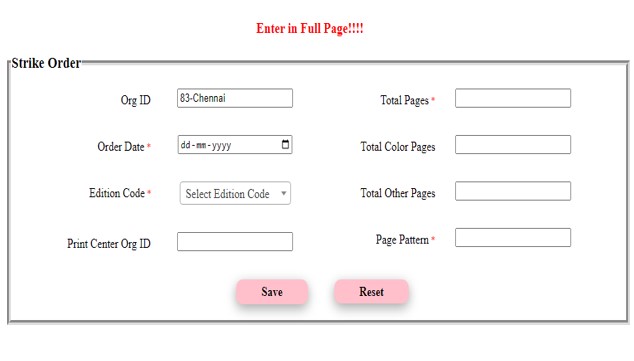 Enter in Full Page!!!!
Strike Order
Org ID 83-Chennai Total Pages *
Order Date * dd-mm-yyyy Total Color Pages
Edition Code * Select Edition Code Total Other Pages
Print Center Org ID Page Pattern *
Save Reset